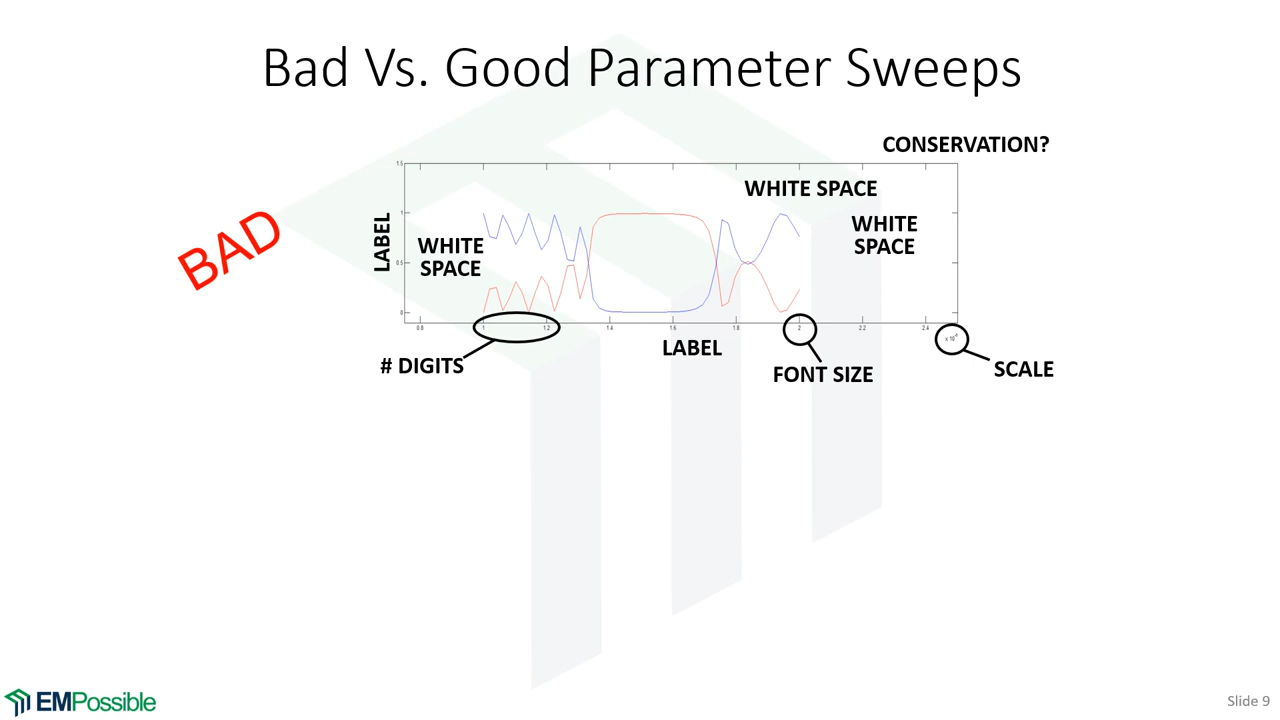 Bad Vs. Good Parameter Sweeps
CONSERVATION?
BAD
LABEL
1.5
1
0.5
0
WHITE SPACE
WHITE
SPACE
WHITE
SPACE
0.8
1
1.2
1.4
1.6
1.8
2
2.2
2.4
x 10⁻⁶
# DIGITS
LABEL
FONT SIZE
SCALE
EMPossible
Slide 9